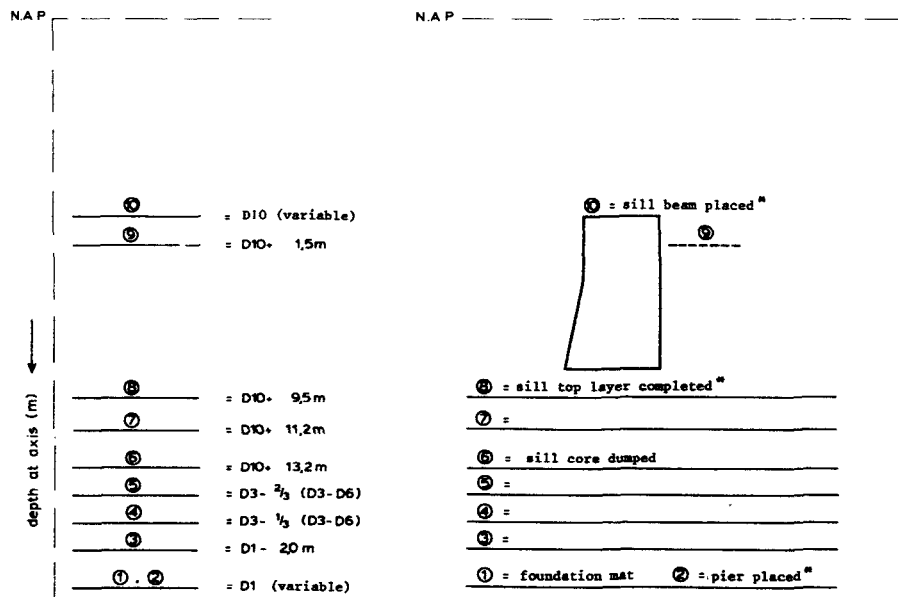 N.A P
N.A P
⑩
= D10 (variable)
⑨
= D10+ 1,5m
⑧
= D10+ 9,5m
⑦
= D10+ 11,2m
⑥
= D10+ 13,2m
⑤
= D3- ⅔ (D3-D6)
④
= D3- ⅓ (D3-D6)
③
= D1- 2,0 m
① . ②
= D1 (variable)
depth at axis (m)
⑩ = sill beam placed*
⑨
⑧ = sill top layer completed*
⑦ =
⑥ = sill core dumped
⑤ =
④ =
③ =
① = foundation mat ② = pier placed*